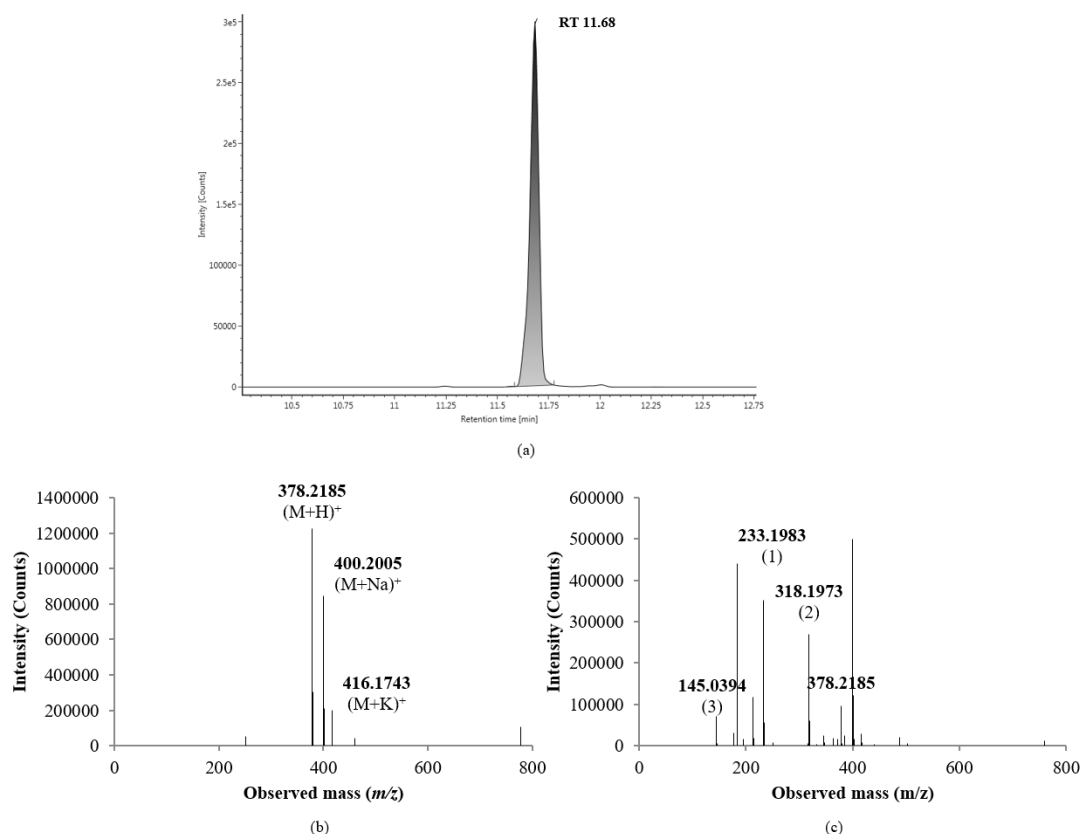 3e5
RT 11.68
2.5e5
2e5
1.5e5
100000
50000
0
Intensity [Counts]
10.5 10.75 11 11.25 11.5 11.75 12 12.25 12.5 12.75
Retention time [min]
(a)
1400000
1200000
1000000
800000
600000
400000
200000
0
Intensity (Counts)
378.2185
(M+H)+
400.2005
(M+Na)+
416.1743
(M+K)+
0 200 400 600 800
Observed mass (m/z)
(b)
600000
500000
400000
300000
200000
100000
0
Intensity (Counts)
233.1983
(1)
318.1973
(2)
145.0394
(3)
378.2185
0 200 400 600 800
Observed mass (m/z)
(c)